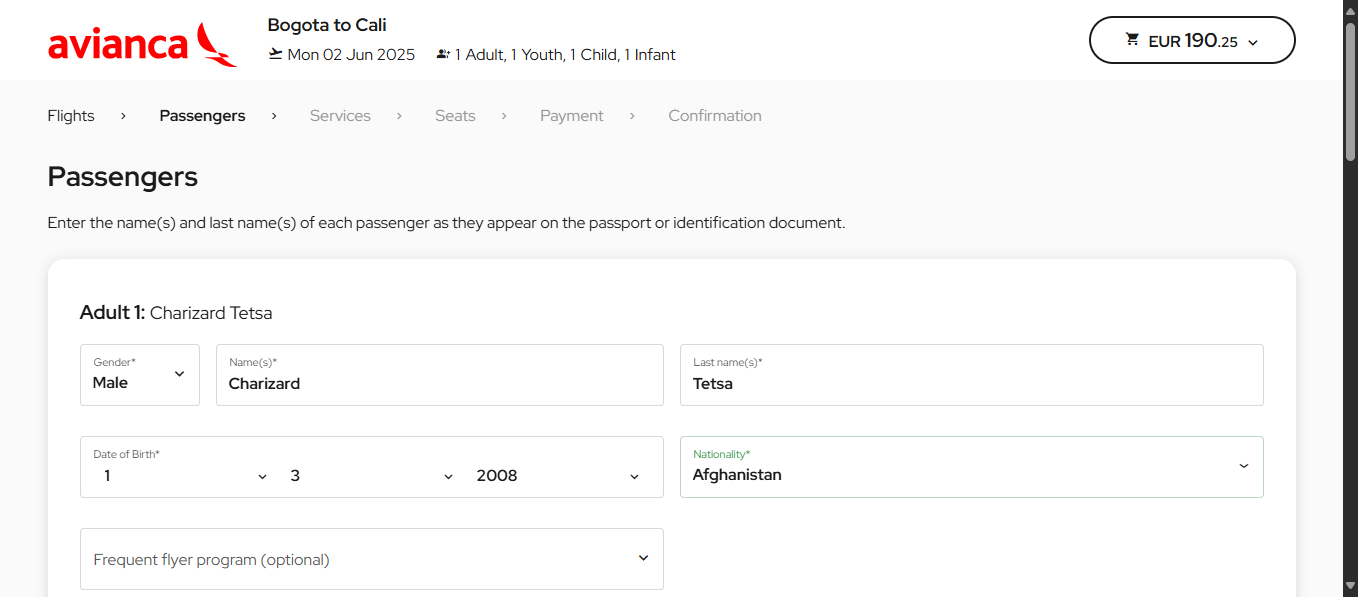 avianca
Bogota to Cali
Mon 02 Jun 2025 1 Adult, 1 Youth, 1 Child, 1 Infant
EUR 190.25
Flights Passengers Services Seats Payment Confirmation
Passengers
Enter the name(s) and last name(s) of each passenger as they appear on the passport or identification document.
Adult 1: Charizard Tetsa
Gender*
Male
Name(s)*
Charizard
Last name(s)*
Tetsa
Date of Birth*
1 3 2008
Nationality*
Afghanistan
Frequent flyer program (optional)